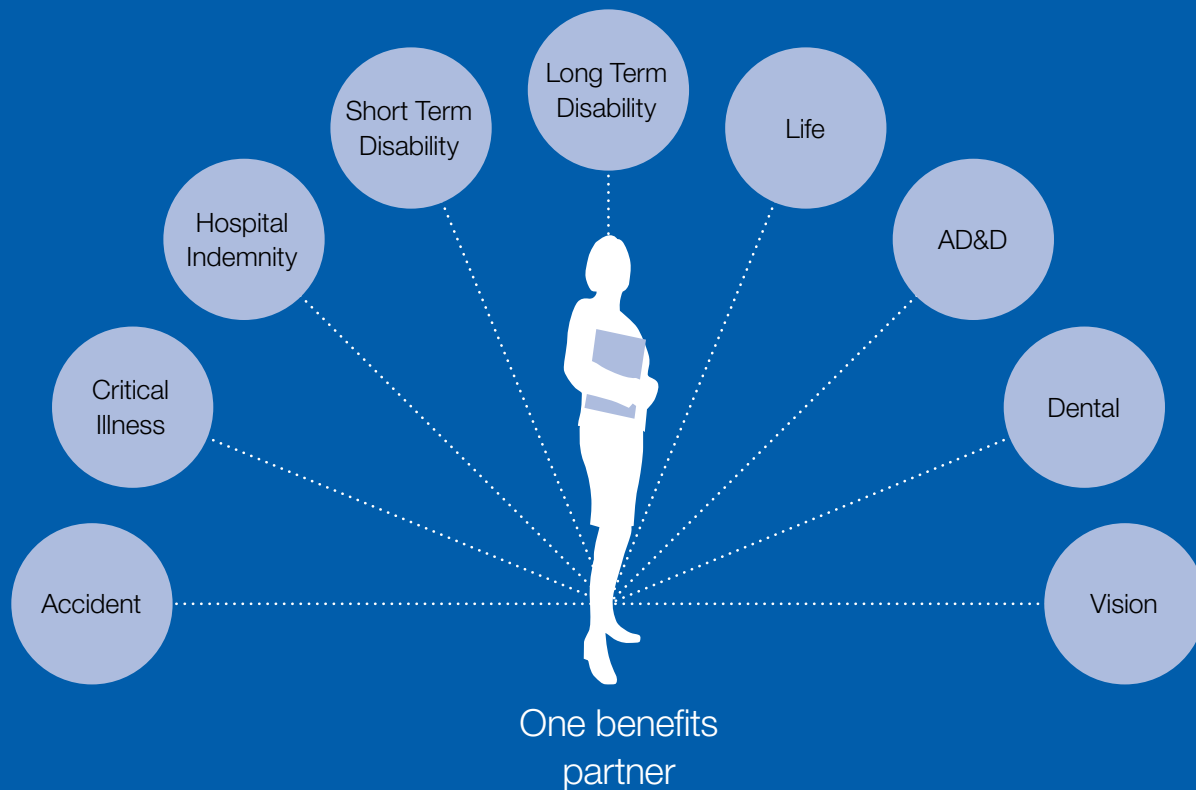 Long Term
Disability
Short Term
Disability
Life
Hospital
Indemnity
AD&D
Critical
Illness
Dental
Accident
Vision
One benefits
partner